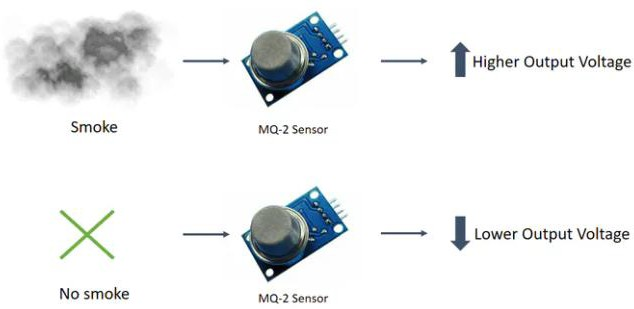 Higher Output Voltage
Smoke
MQ-2 Sensor
Lower Output Voltage
No smoke
MQ-2 Sensor